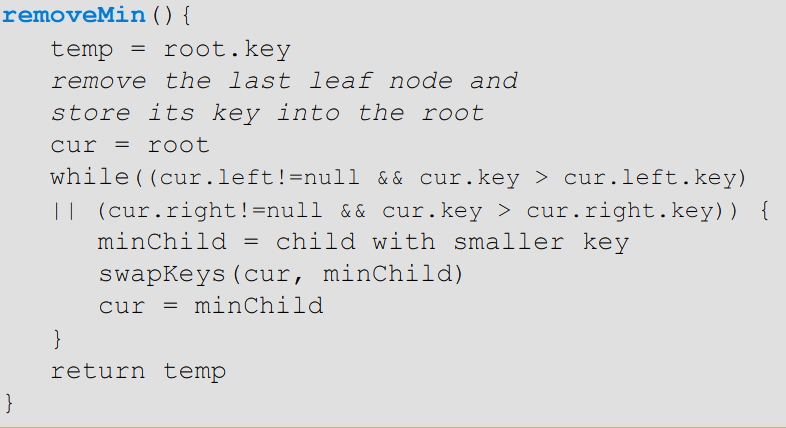 removeMin(){
temp = root.key
remove the last leaf node and
store its key into the root
cur = root
while((cur.left!=null && cur.key > cur.left.key)
|| (cur.right!=null && cur.key > cur.right.key)) {
minChild = child with smaller key
swapKeys(cur, minChild)
cur = minChild
}
return temp
}